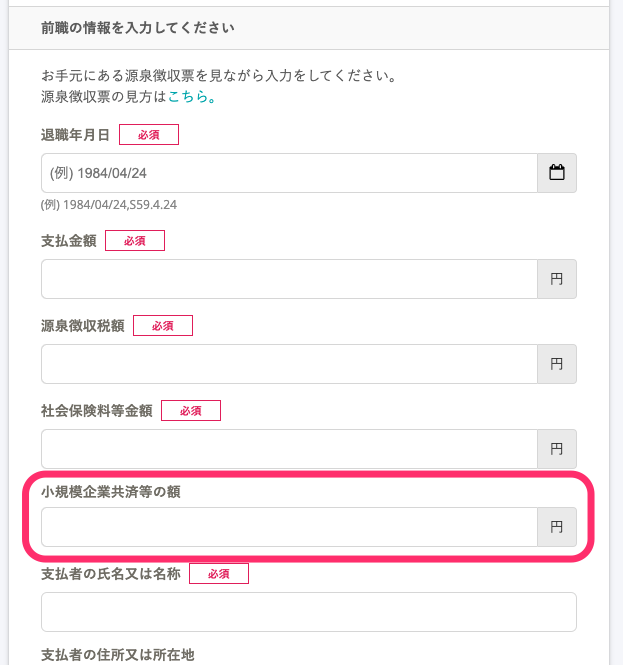 前職の情報を入力してください
お手元にある源泉徴収票を見ながら入力をしてください。
源泉徴収票の見方はこちら。
退職年月日 必須
(例) 1984/04/24
(例) 1984/04/24,S59.4.24
支払金額 必須
円
源泉徴収税額 必須
円
社会保険料等金額 必須
円
小規模企業共済等の額
円
支払者の氏名又は名称 必須
支払者の住所又は所在地